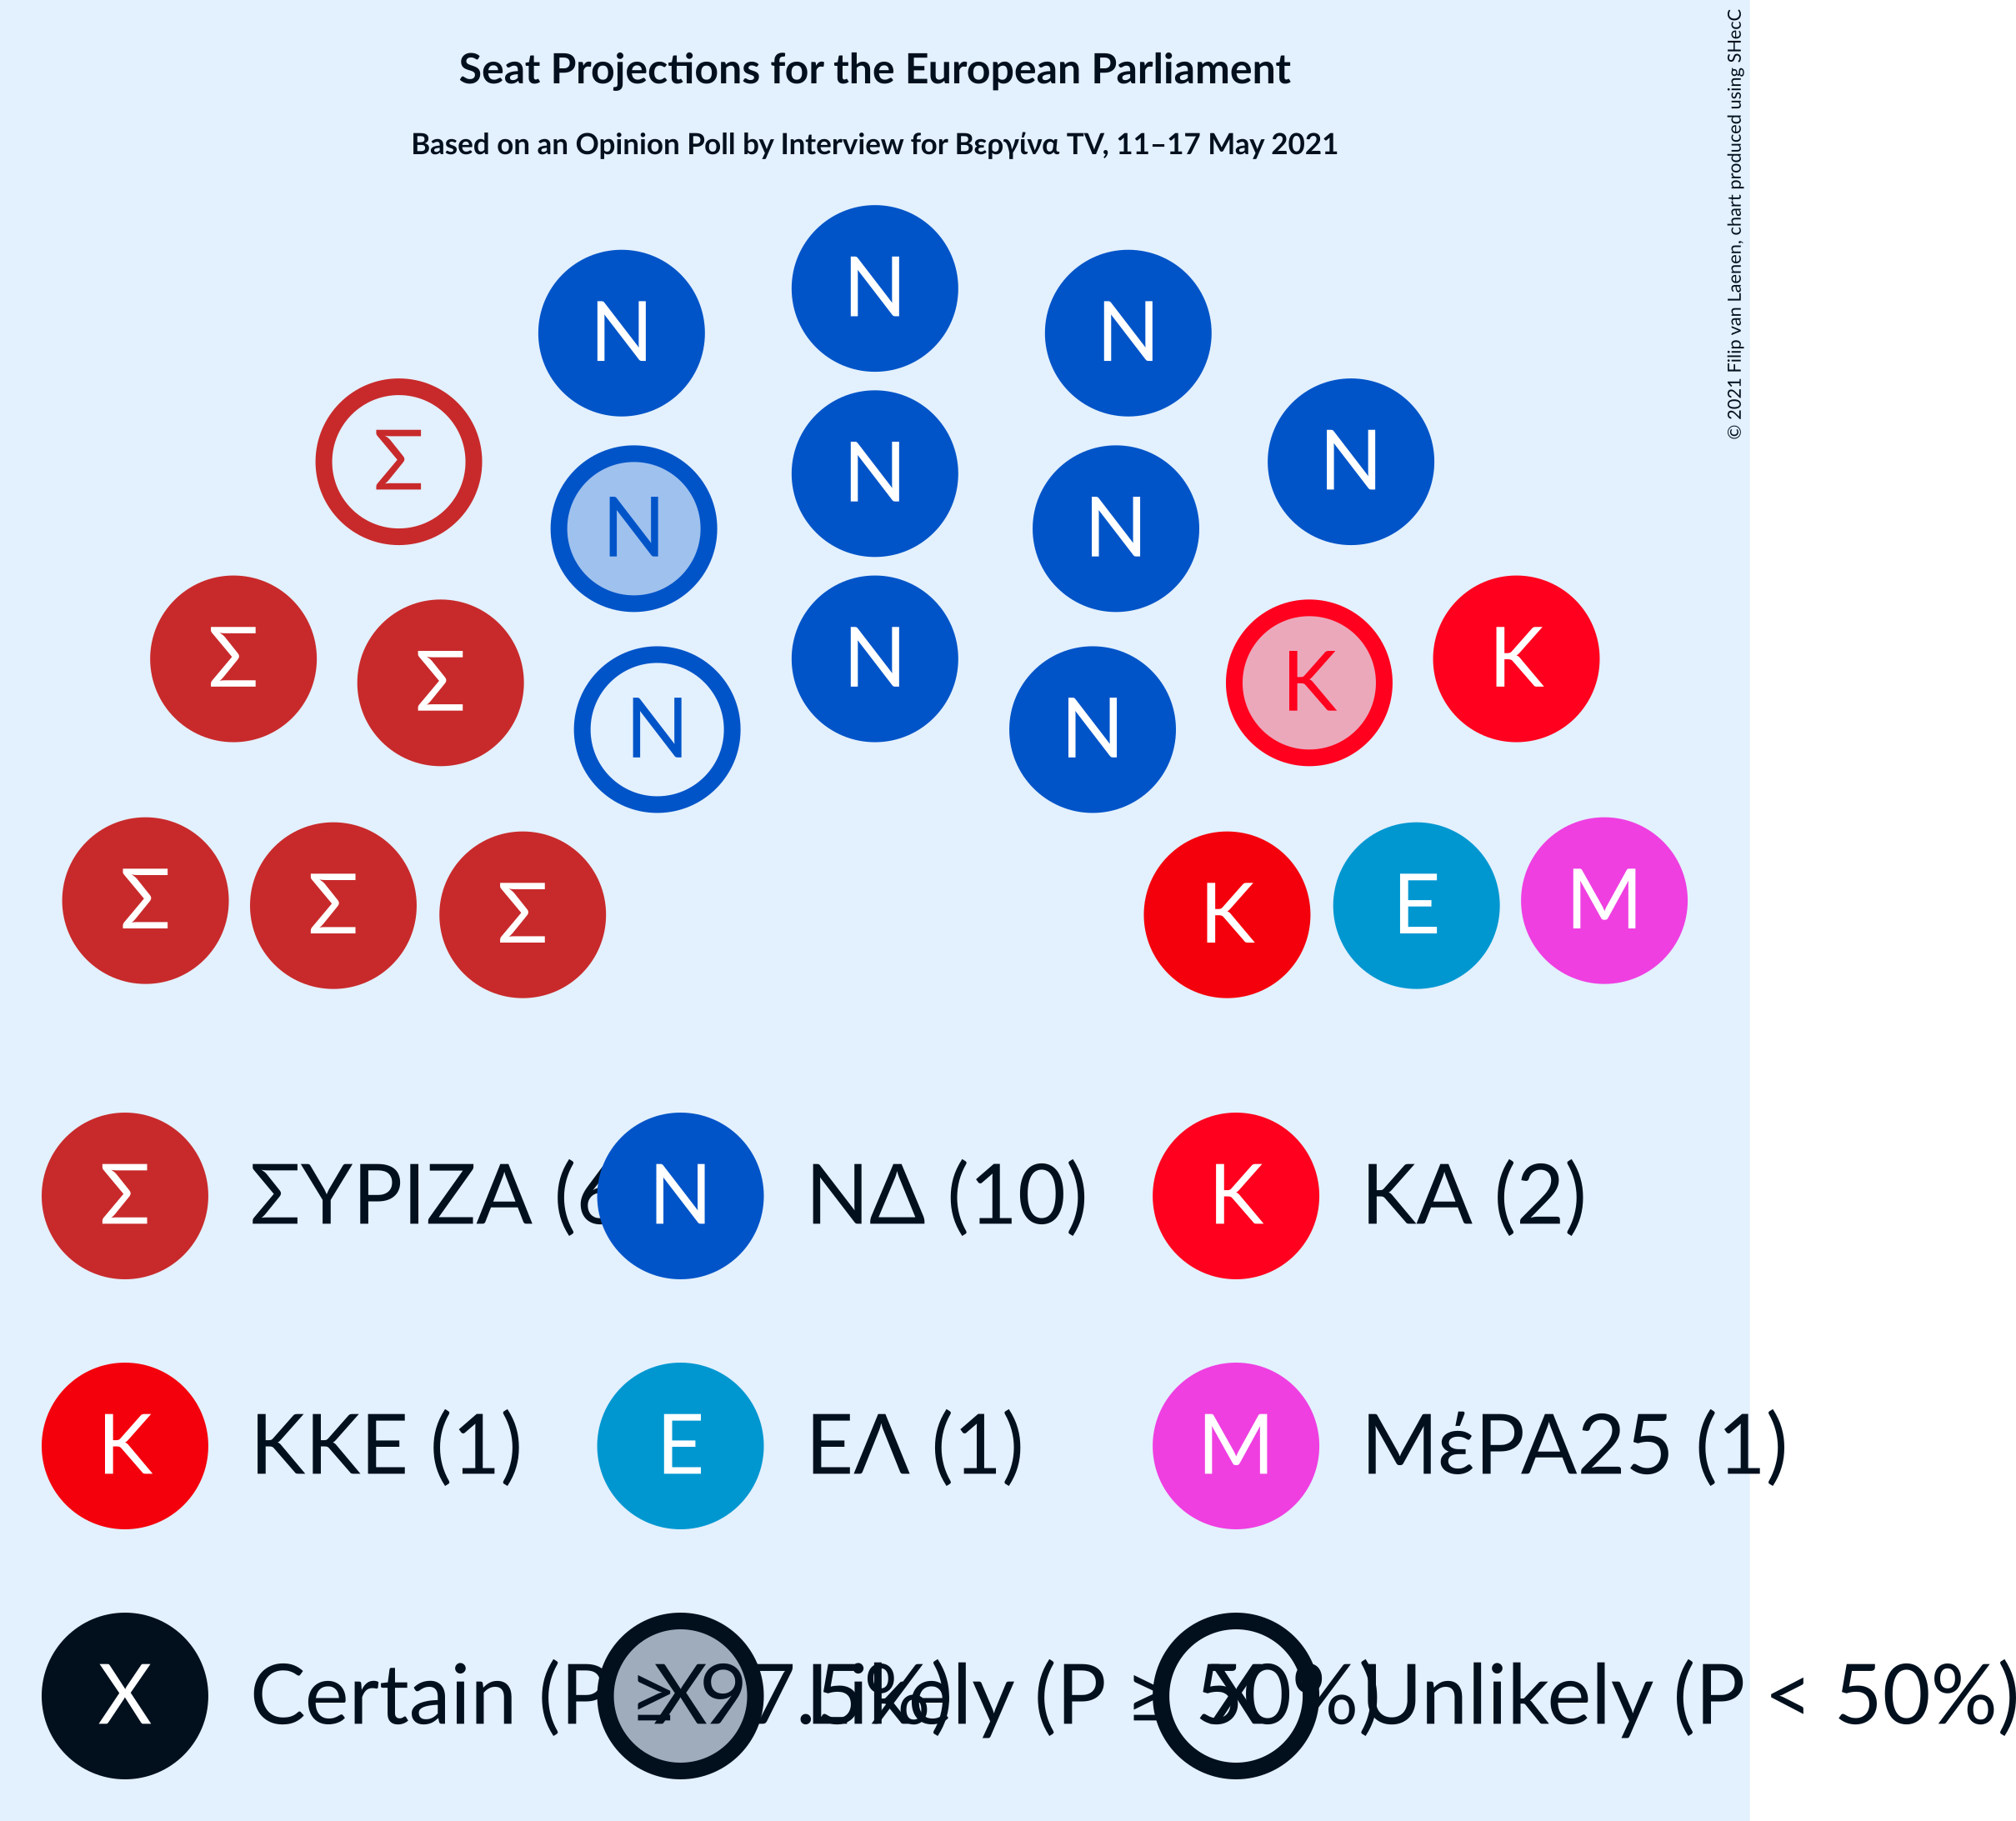 Seat Projections for the European Parliament
Based on an Opinion Poll by Interview for Βεργίνα TV, 11–17 May 2021
© 2021 Filip van Laenen, chart produced using SHecC
N
N N
Σ N
N
N N
Σ K
Σ K
N
N N
Σ M
Σ E
Σ K
Σ ΣΥΡΙΖΑ (6 N ΝΔ (10) K ΚΑ (2)
K ΚΚΕ (1) E ΕΛ (1) M ΜέΡΑ25 (1)
X Certain (P ≥ 97.5% X Likely (P ≥ 50%) X Unlikely (P < 50%)